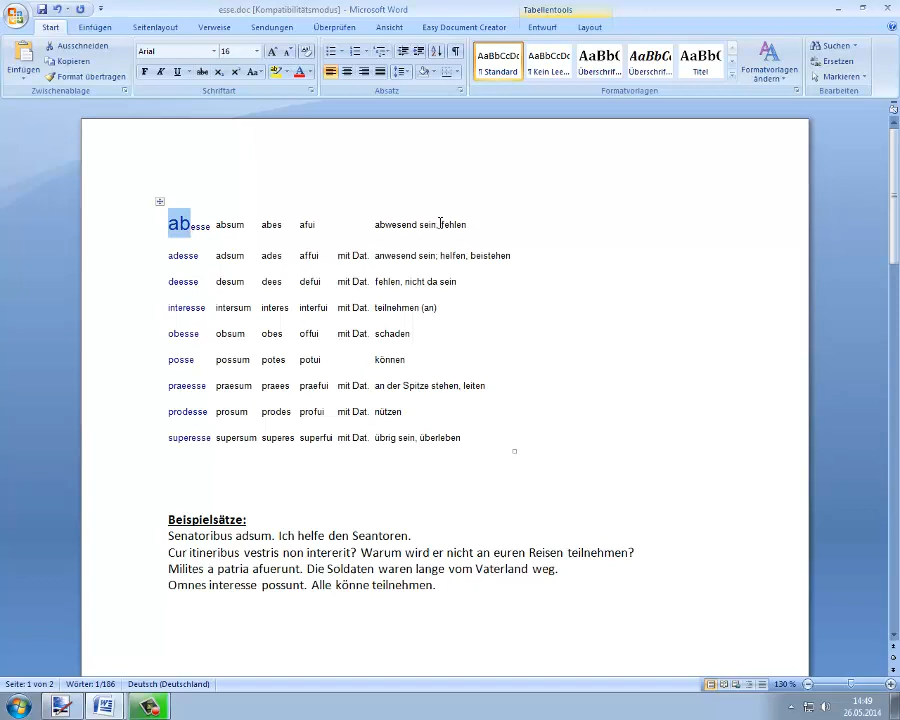 esse.doc [Kompatibilitätsmodus] - Microsoft Word
Tabellentools
Start Einfügen Seitenlayout Verweise Sendungen Überprüfen Ansicht Easy Document Creator Entwurf Layout
Einfügen
Ausschneiden
Kopieren
Format übertragen
Zwischenablage
Arial 16
F K U abc x₂ x² Aa
Schriftart
Absatz
AaBbCcDc AaBbCcDc AaBbC AaBbCc AaBbC
¶ Standard ¶ Kein Lee... Überschrif... Überschrif... Titel
Formatvorlagen ändern
Formatvorlagen
Suchen
Ersetzen
Markieren
Bearbeiten
abesse absum abes afui abwesend sein, fehlen
adesse adsum ades affui mit Dat. anwesend sein; helfen, beistehen
deesse desum dees defui mit Dat. fehlen, nicht da sein
interesse intersum interes interfui mit Dat. teilnehmen (an)
obesse obsum obes offui mit Dat. schaden
posse possum potes potui können
praeesse praesum praees praefui mit Dat. an der Spitze stehen, leiten
prodesse prosum prodes profui mit Dat. nützen
superesse supersum superes superfui mit Dat. übrig sein, überleben
Beispielsätze:
Senatoribus adsum. Ich helfe den Seantoren.
Cur itineribus vestris non intererit? Warum wird er nicht an euren Reisen teilnehmen?
Milites a patria afuerunt. Die Soldaten waren lange vom Vaterland weg.
Omnes interesse possunt. Alle könne teilnehmen.
Seite: 1 von 2 Wörter: 1/186 Deutsch (Deutschland) 130 %
14:49
26.05.2014